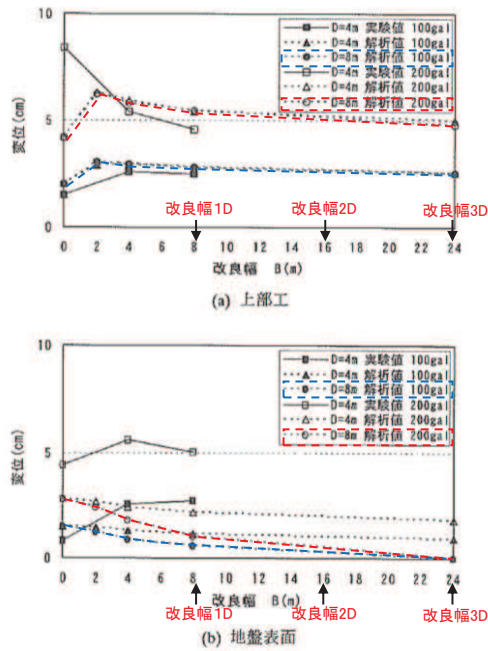 10
D=4m 実験値 100gal
D=4m 解析値 100gal
D=8m 解析値 100gal
D=4m 実験値 200gal
D=4m 解析値 200gal
D=8m 解析値 200gal
変位(cm)
5
0
改良幅1D
改良幅2D
改良幅3D
0 2 4 6 8 10 12 14 16 18 20 22 24
改良幅 B(m)
(a) 上部工
10
D=4m 実験値 100gal
D=4m 解析値 100gal
D=8m 解析値 100gal
D=4m 実験値 200gal
D=4m 解析値 200gal
D=8m 解析値 200gal
変位(cm)
5
0
0 2 4 6 8 10 12 14 16 18 20 22 24
改良幅 B(m)
改良幅1D
改良幅2D
改良幅3D
(b) 地盤表面